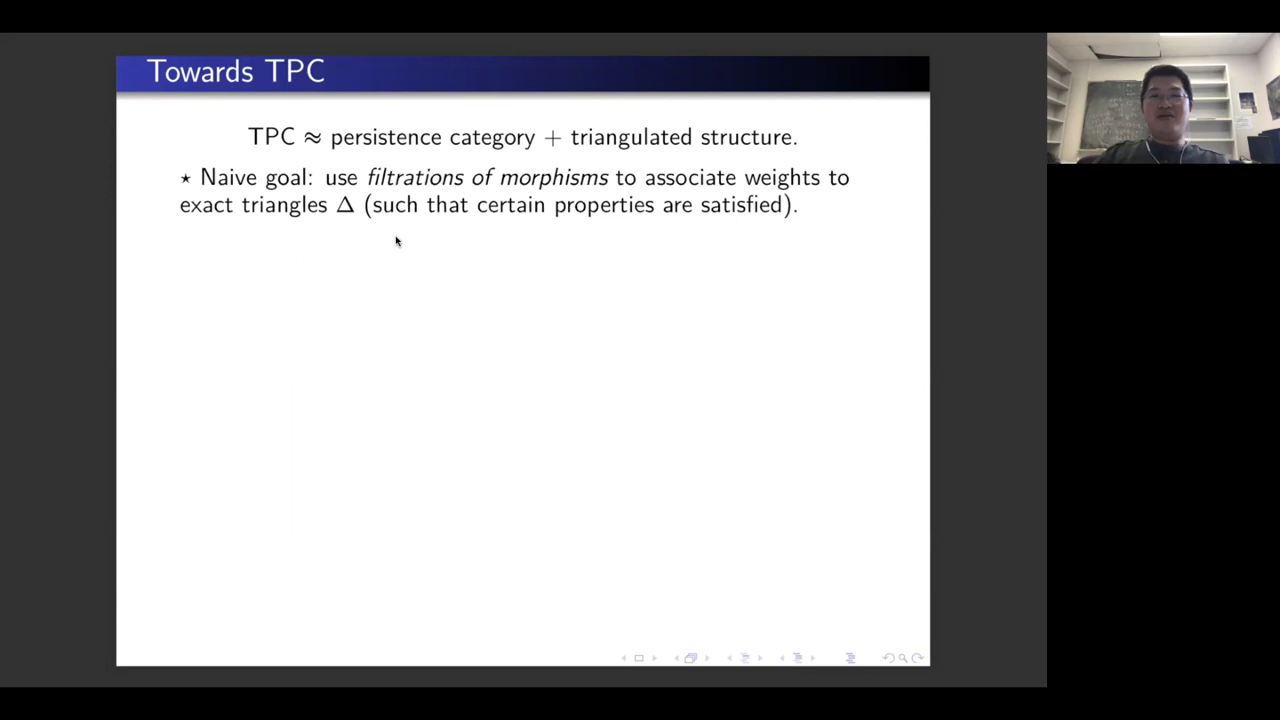 Towards TPC
TPC ≈ persistence category + triangulated structure.
⋆ Naive goal: use filtrations of morphisms to associate weights to
exact triangles Δ (such that certain properties are satisfied).